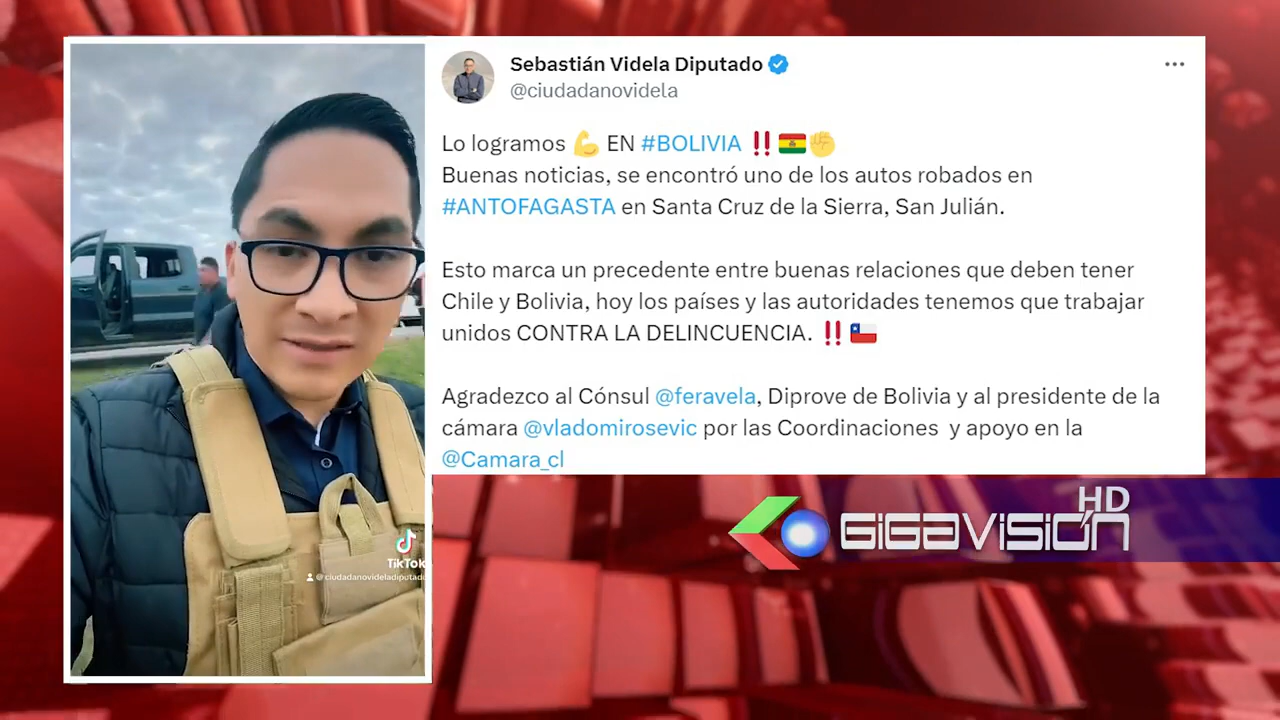 Sebastián Videla Diputado
@ciudadanovidela
Lo logramos 💪 EN #BOLIVIA ‼️ 🇧🇴✊
Buenas noticias, se encontró uno de los autos robados en
#ANTOFAGASTA en Santa Cruz de la Sierra, San Julián.
Esto marca un precedente entre buenas relaciones que deben tener
Chile y Bolivia, hoy los países y las autoridades tenemos que trabajar
unidos CONTRA LA DELINCUENCIA. ‼️🇨🇱
Agradezco al Cónsul @feravela, Diprove de Bolivia y al presidente de la
cámara @vladomirosevic por las Coordinaciones y apoyo en la
@Camara_cl
TikTok
@ciudadanovideladiputado
GIGAVISIÓN HD